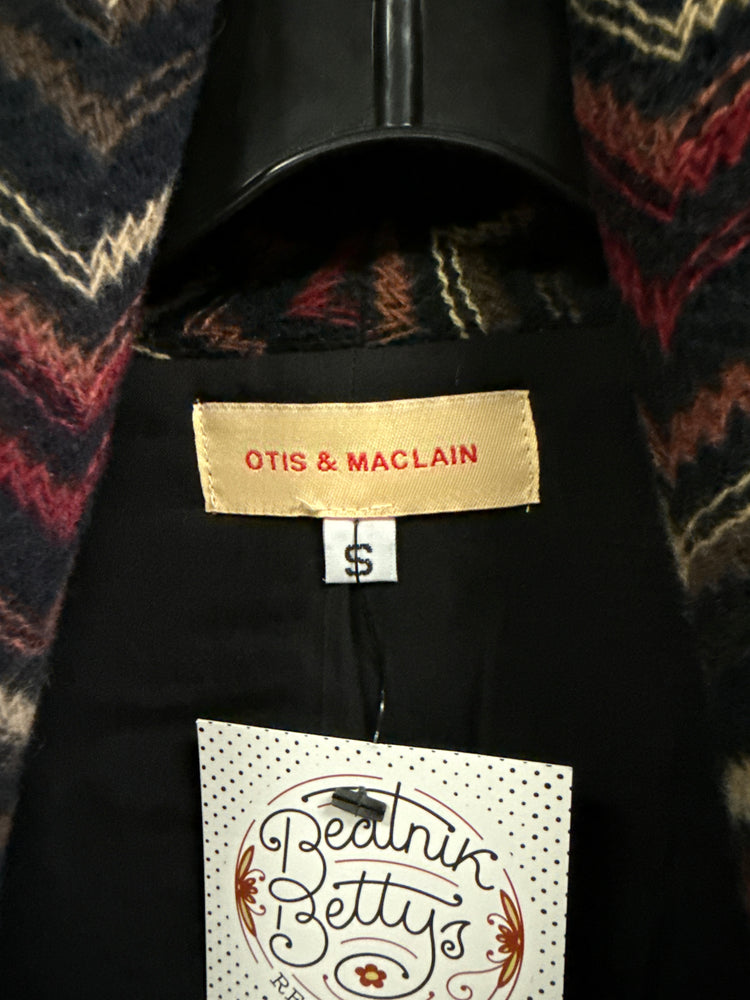 OTIS & MACLAIN
S
Beatnik
Bettys